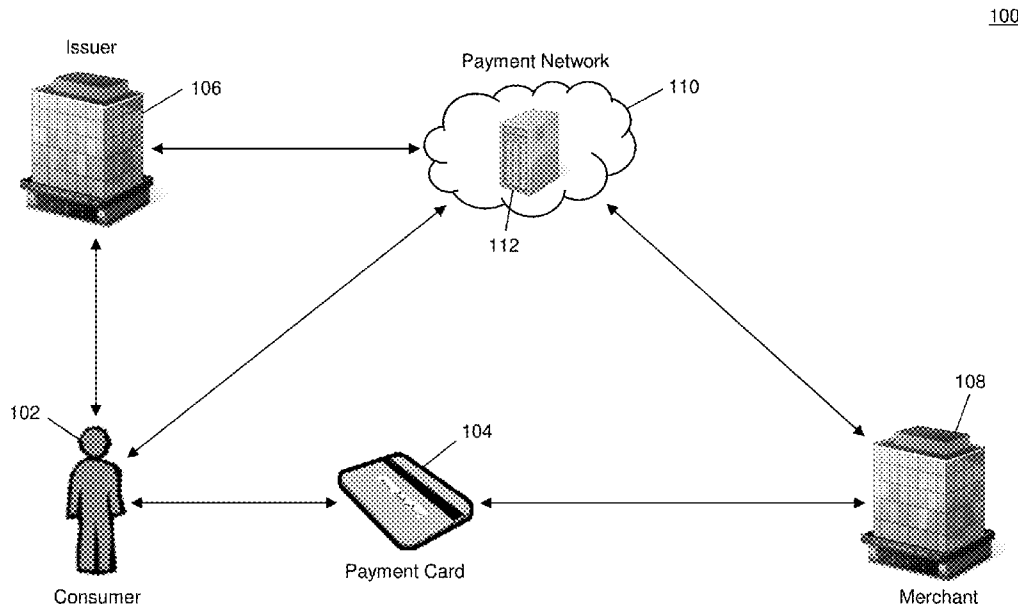 100
Issuer
Payment Network
106
110
112
102
104
108
Payment Card
Consumer
Merchant